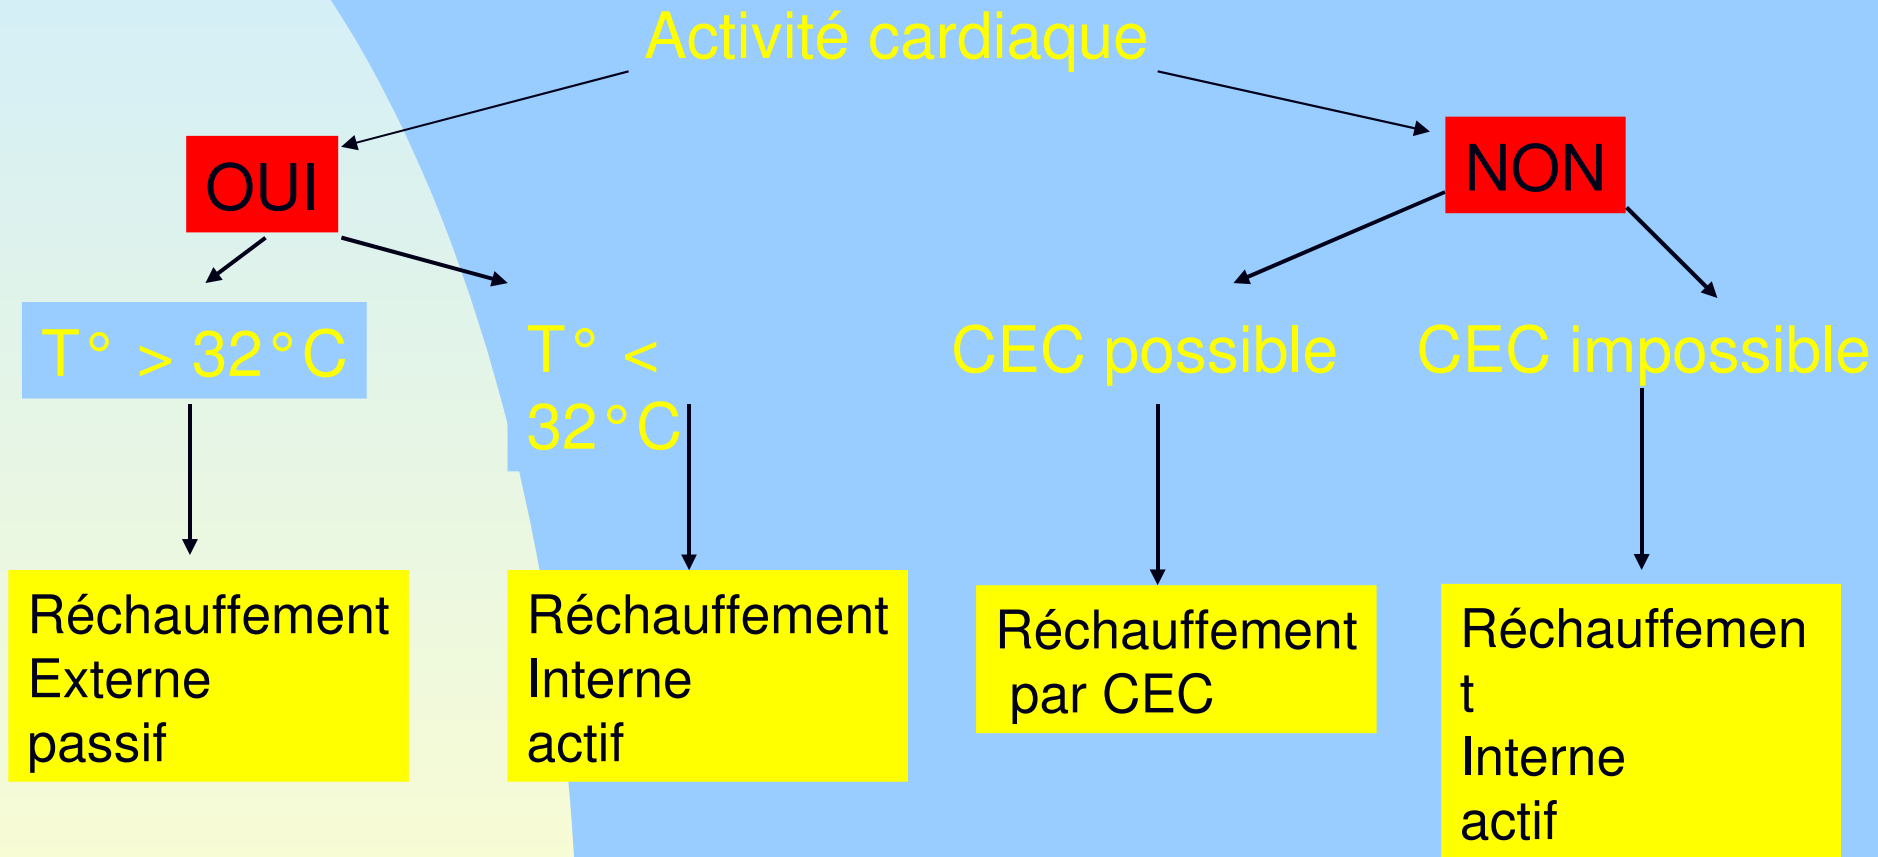 Activité cardiaque
OUI
NON
T° > 32°C
T° <
32°C
CEC possible
CEC impossible
Réchauffement
Externe
passif
Réchauffement
Interne
actif
Réchauffement
par CEC
Réchauffemen
t
Interne
actif